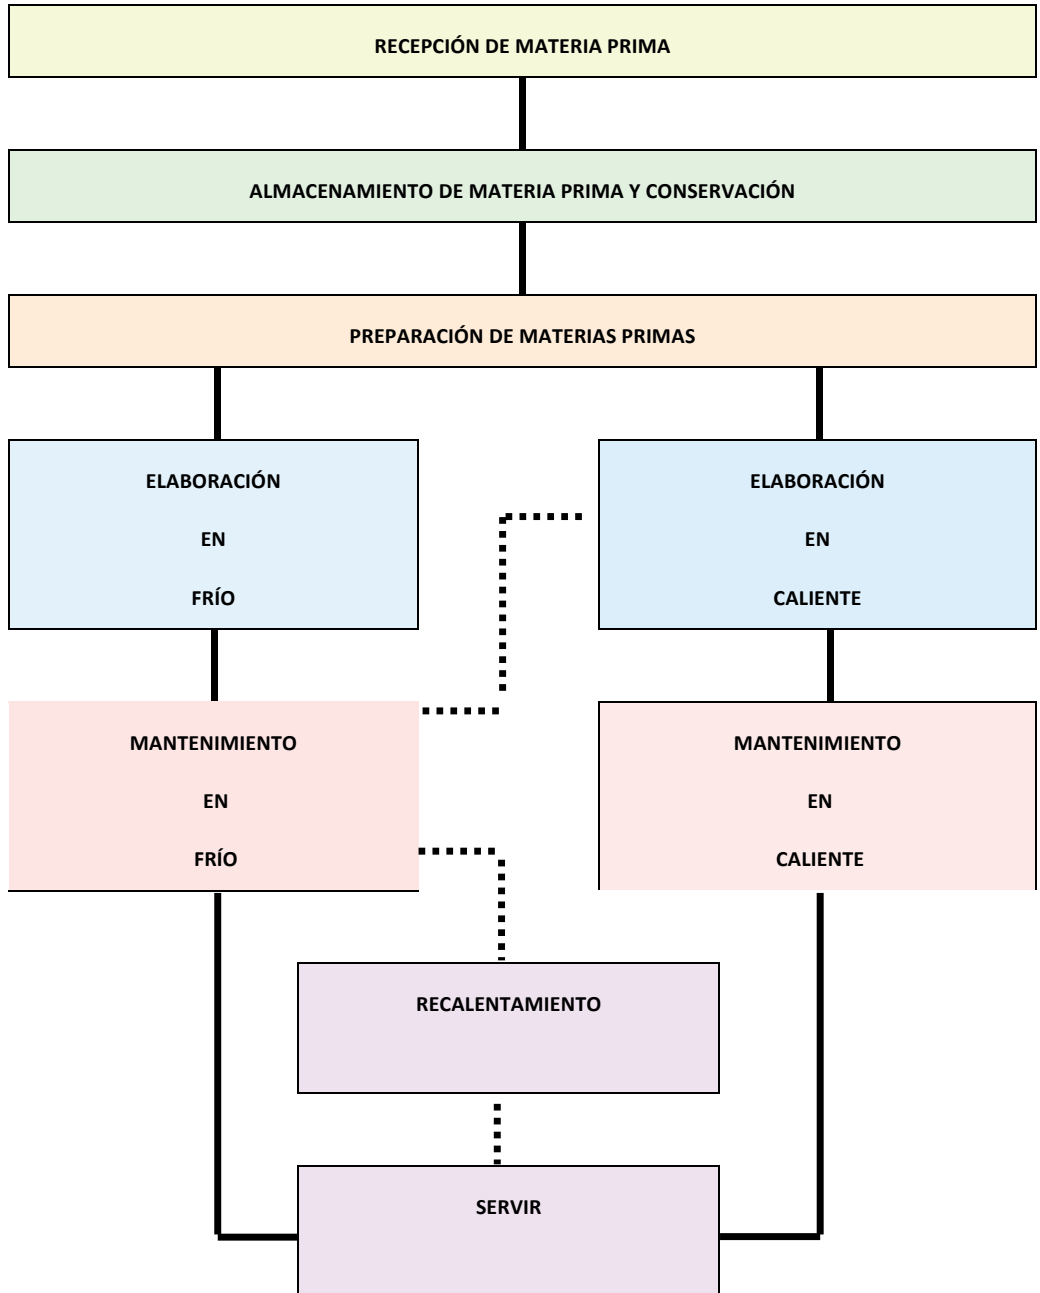 RECEPCIÓN DE MATERIA PRIMA
ALMACENAMIENTO DE MATERIA PRIMA Y CONSERVACIÓN
PREPARACIÓN DE MATERIAS PRIMAS
ELABORACIÓN
EN
FRÍO
ELABORACIÓN
EN
CALIENTE
MANTENIMIENTO
EN
FRÍO
MANTENIMIENTO
EN
CALIENTE
RECALENTAMIENTO
SERVIR